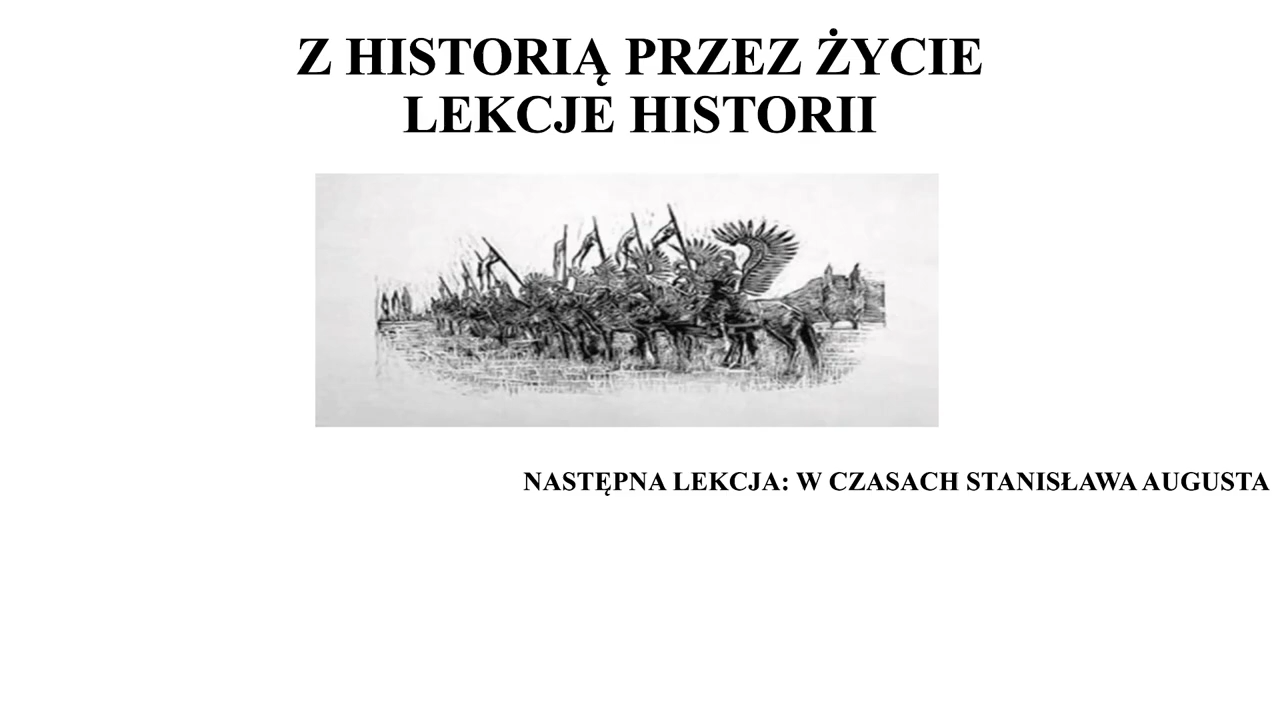 Z HISTORIĄ PRZEZ ŻYCIE
LEKCJE HISTORII
NASTĘPNA LEKCJA: W CZASACH STANISŁAWA AUGUSTA